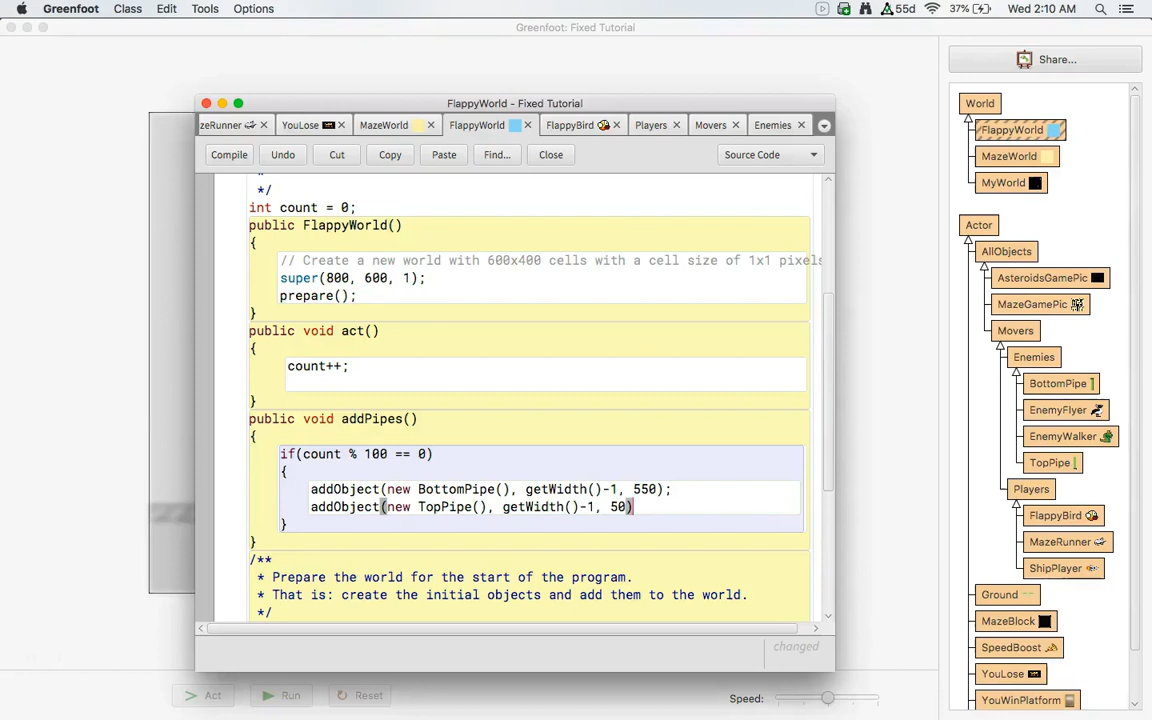 Greenfoot Class Edit Tools Options 55d 37% Wed 2:10 AM
Greenfoot: Fixed Tutorial
Share...
FlappyWorld - Fixed Tutorial
zeRunner YouLose MazeWorld FlappyWorld FlappyBird Players Movers Enemies
Compile Undo Cut Copy Paste Find... Close Source Code
*
*/
int count = 0;
public FlappyWorld()
{
// Create a new world with 600x400 cells with a cell size of 1x1 pixels
super(800, 600, 1);
prepare();
}
public void act()
{
count++;
}
public void addPipes()
{
if(count % 100 == 0)
{
addObject(new BottomPipe(), getWidth()-1, 550);
addObject(new TopPipe(), getWidth()-1, 50)
}
}
/**
* Prepare the world for the start of the program.
* That is: create the initial objects and add them to the world.
*/
changed
World
FlappyWorld
MazeWorld
MyWorld
Actor
AllObjects
AsteroidsGamePic
MazeGamePic
Movers
Enemies
BottomPipe
EnemyFlyer
EnemyWalker
TopPipe
Players
FlappyBird
MazeRunner
ShipPlayer
Ground
MazeBlock
SpeedBoost
YouLose
YouWinPlatform
Act Run Reset Speed: